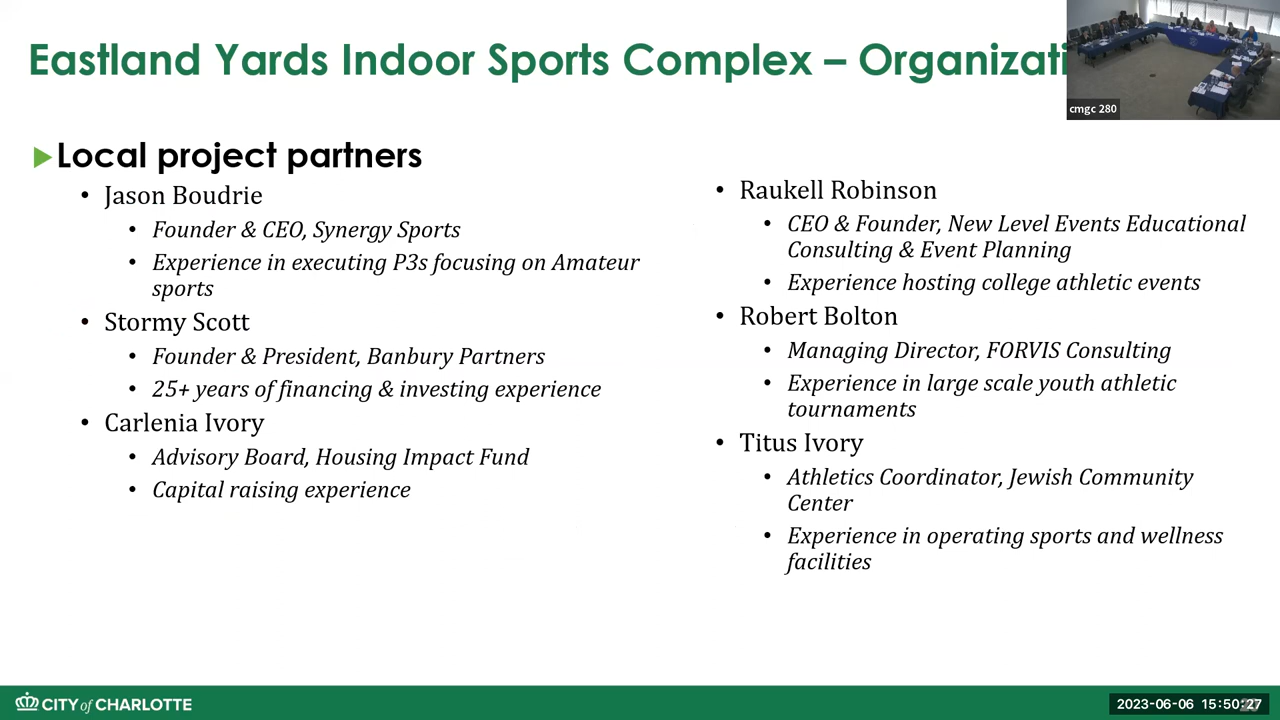 Eastland Yards Indoor Sports Complex – Organizati
cmgc 280
Local project partners
• Jason Boudrie
• Founder & CEO, Synergy Sports
• Experience in executing P3s focusing on Amateur
sports
• Stormy Scott
• Founder & President, Banbury Partners
• 25+ years of financing & investing experience
• Carlenia Ivory
• Advisory Board, Housing Impact Fund
• Capital raising experience
• Raukell Robinson
• CEO & Founder, New Level Events Educational
Consulting & Event Planning
• Experience hosting college athletic events
• Robert Bolton
• Managing Director, FORVIS Consulting
• Experience in large scale youth athletic
tournaments
• Titus Ivory
• Athletics Coordinator, Jewish Community
Center
• Experience in operating sports and wellness
facilities
CITY of CHARLOTTE
2023-06-06 15:50:27